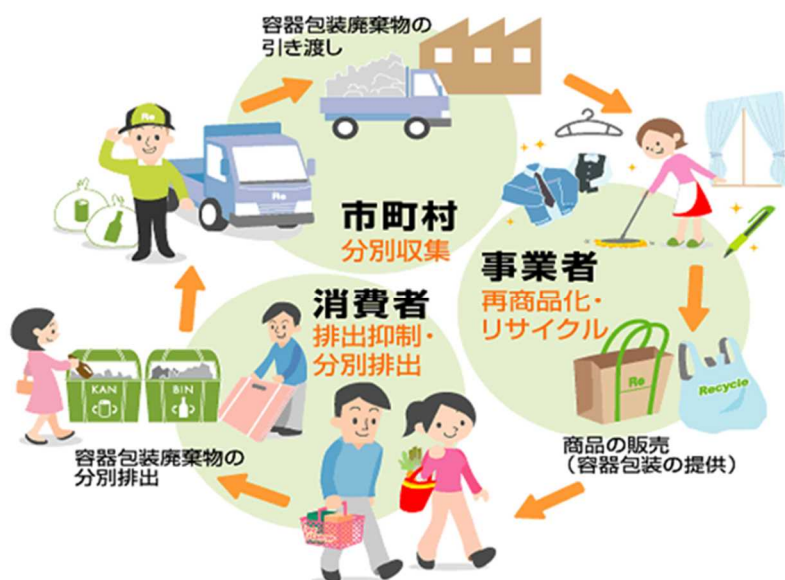 容器包装廃棄物の
引き渡し
Re
Re
市町村
分別収集
事業者
再商品化・
リサイクル
消費者
排出抑制・
分別排出
KAN
BIN
Re
Recycle
商品の販売
（容器包装の提供）
容器包装廃棄物の
分別排出